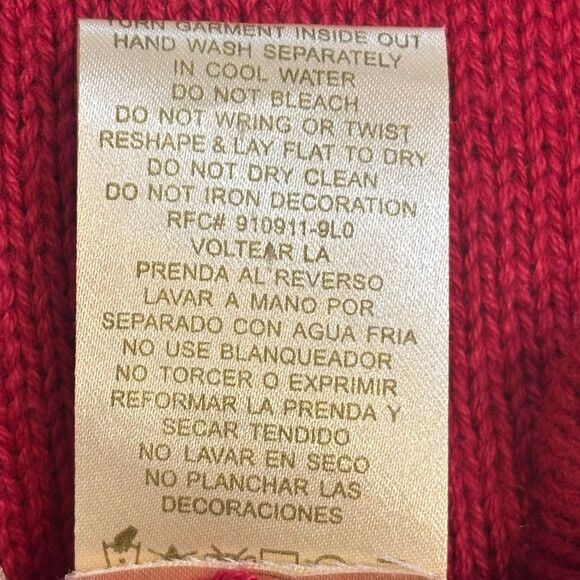 TURN GARMENT INSIDE OUT
HAND WASH SEPARATELY
IN COOL WATER
DO NOT BLEACH
DO NOT WRING OR TWIST
RESHAPE & LAY FLAT TO DRY
DO NOT DRY CLEAN
DO NOT IRON DECORATION
RFC# 910911-9L0
VOLTEAR LA
PRENDA AL REVERSO
LAVAR A MANO POR
SEPARADO CON AGUA FRIA
NO USE BLANQUEADOR
NO TORCER O EXPRIMIR
REFORMAR LA PRENDA Y
SECAR TENDIDO
NO LAVAR EN SECO
NO PLANCHAR LAS
DECORACIONES